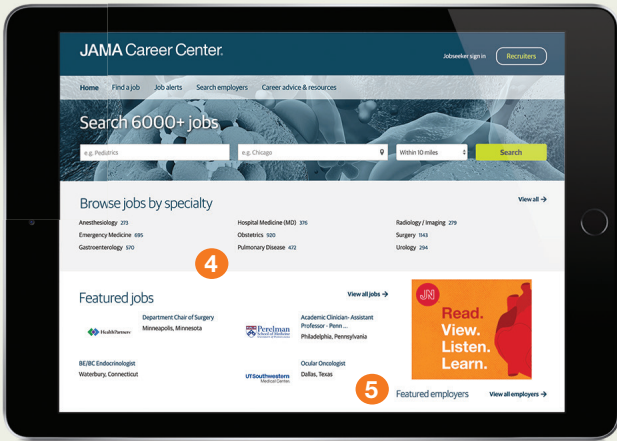 JAMA Career Center.
Jobseeker sign in
Recruiters
Home Find a job Job alerts Search employers Career advice & resources
Search 6000+ jobs
e.g. Pediatrics
e.g. Chicago
Within 10 miles
Search
Browse jobs by specialty
View all →
Anesthesiology 273
Hospital Medicine (MD) 376
Radiology / Imaging 279
Emergency Medicine 695
Obstetrics 920
Surgery 1143
Gastroenterology 570
Pulmonary Disease 472
Urology 294
4
Featured jobs
View all jobs →
HealthPartners
Department Chair of Surgery
Minneapolis, Minnesota
Perelman
School of Medicine
Academic Clinician- Assistant
Professor - Penn ...
Philadelphia, Pennsylvania
BE/BC Endocrinologist
Waterbury, Connecticut
UTSouthwestern
Medical Center.
Ocular Oncologist
Dallas, Texas
JN
Read.
View.
Listen.
Learn.
5
Featured employers
View all employers →